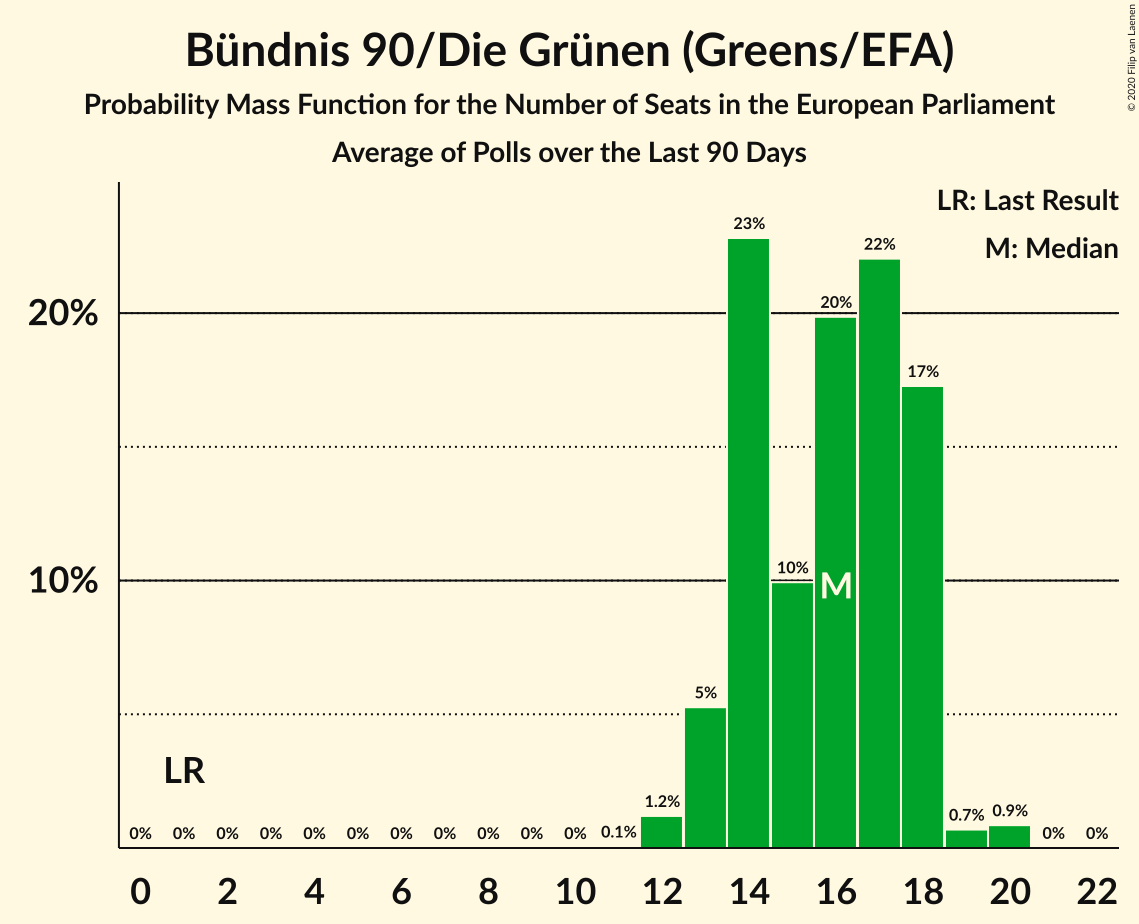 Bündnis 90/Die Grünen (Greens/EFA)
Probability Mass Function for the Number of Seats in the European Parliament
Average of Polls over the Last 90 Days
© 2020 Filip van Laenen
LR: Last Result
M: Median
20%
10%
23%
22%
20%
17%
10%
M
5%
LR
1.2%
0.7% 0.9%
0% 0% 0% 0% 0% 0% 0% 0% 0% 0% 0% 0.1% 0% 0%
0 2 4 6 8 10 12 14 16 18 20 22